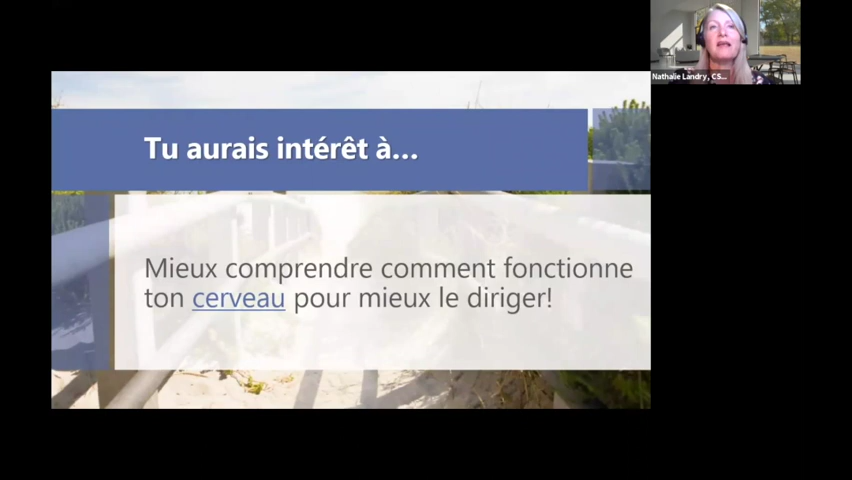 Nathalie Landry, CS...
Tu aurais intérêt à...
Mieux comprendre comment fonctionne
ton cerveau pour mieux le diriger!